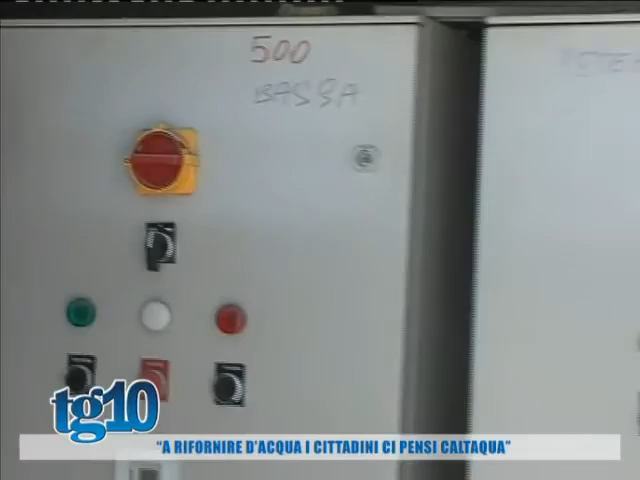 500
BASSA
tg10
“A RIFORNIRE D’ACQUA I CITTADINI CI PENSI CALTAQUA”